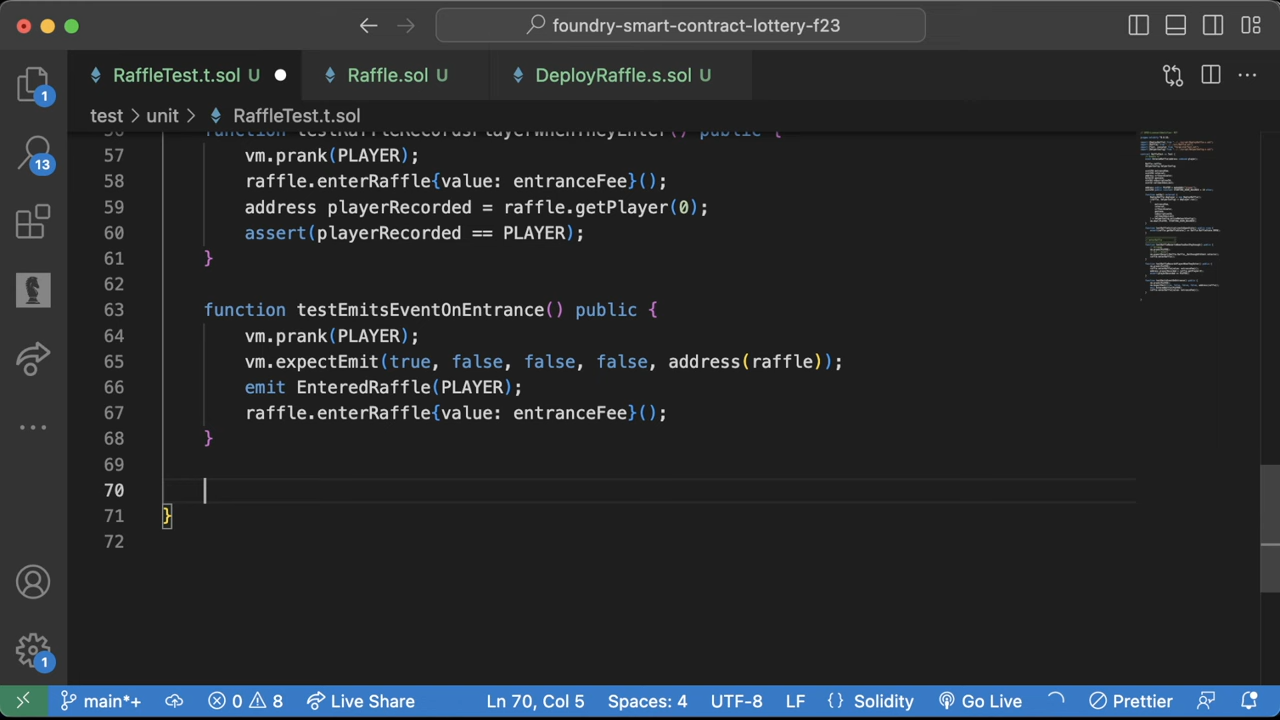 foundry-smart-contract-lottery-f23
RaffleTest.t.sol U
Raffle.sol U
DeployRaffle.s.sol U
test > unit > RaffleTest.t.sol
56 function testRaffleRecordsPlayerWhenTheyEnter() public {
57 vm.prank(PLAYER);
58 raffle.enterRaffle{value: entranceFee}();
59 address playerRecorded = raffle.getPlayer(0);
60 assert(playerRecorded == PLAYER);
61 }
62
63 function testEmitsEventOnEntrance() public {
64 vm.prank(PLAYER);
65 vm.expectEmit(true, false, false, false, address(raffle));
66 emit EnteredRaffle(PLAYER);
67 raffle.enterRaffle{value: entranceFee}();
68 }
69
70
71 }
72
1
13
1
main*+ 0 8 Live Share Ln 70, Col 5 Spaces: 4 UTF-8 LF {} Solidity Go Live Prettier